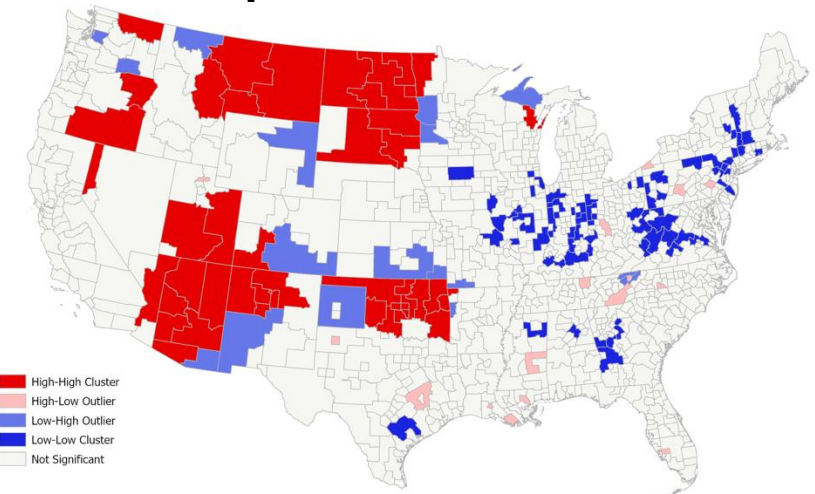 High-High Cluster
High-Low Outlier
Low-High Outlier
Low-Low Cluster
Not Significant